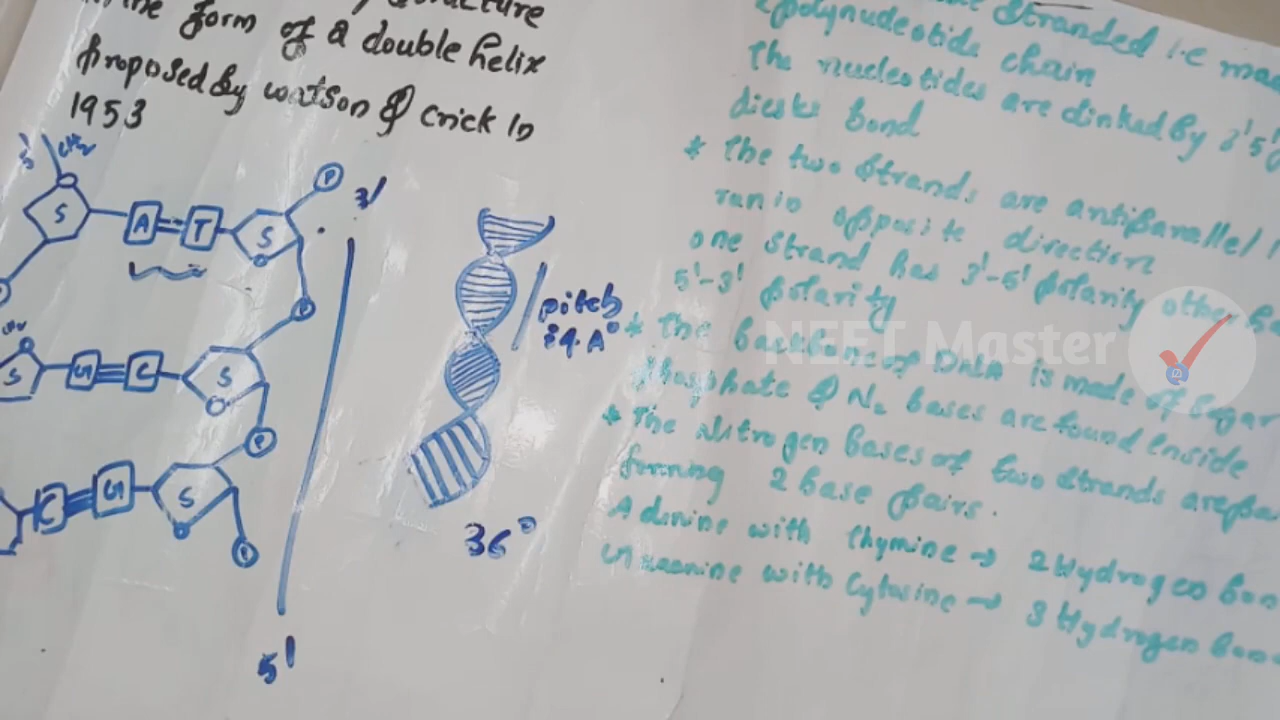 structure
form of a double helix
proposed by watson & crick in
1953
5'
CH2
S
A
T
S
P
3'
S
G
C
S
P
P
C
G
S
P
5'
pitch
34 A°
36°
stranded i.e
polynucleotide chain
The nucleotides are linked by 3'5'
diester bond
* The two strands are antiparallel
run in opposite direction
one strand has 3'-5' polarity other
5'-3' polarity
* The backbone of DNA is made of sugar
phosphate & N2 bases are found inside
* The Nitrogen bases of two strands are
forming 2 base pairs.
Adenine with thymine → 2 Hydrogen
Guanine with Cytosine → 3 Hydrogen
NEET Master